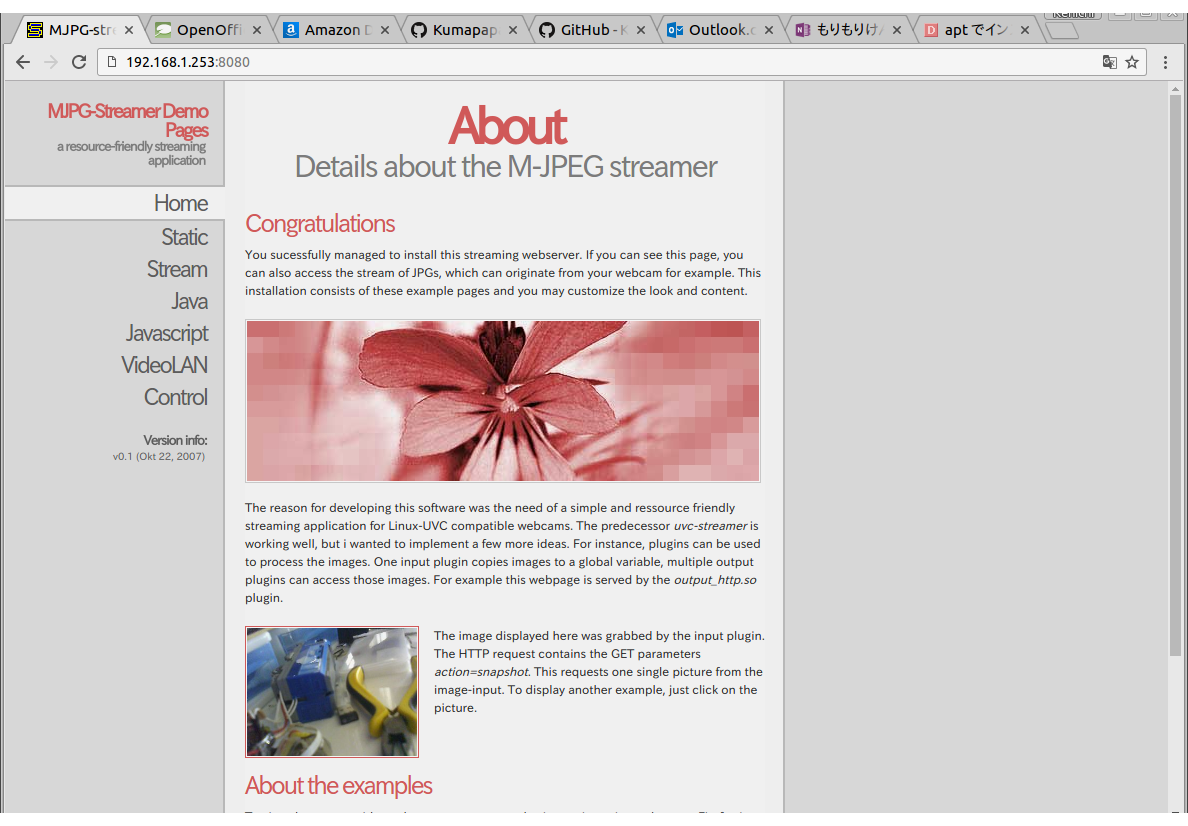 MJPG-str
OpenOffi
Amazon D
Kumapap
GitHub - K
Outlook.c
もりもりけん
apt でイン
Kenichi
192.168.1.253:8080
MJPG-Streamer Demo
Pages
a resource-friendly streaming
application
Home
Static
Stream
Java
Javascript
VideoLAN
Control
Version info:
v0.1 (Okt 22, 2007)
About
Details about the M-JPEG streamer
Congratulations
You sucessfully managed to install this streaming webserver. If you can see this page, you
can also access the stream of JPGs, which can originate from your webcam for example. This
installation consists of these example pages and you may customize the look and content.
The reason for developing this software was the need of a simple and ressource friendly
streaming application for Linux-UVC compatible webcams. The predecessor uvc-streamer is
working well, but i wanted to implement a few more ideas. For instance, plugins can be used
to process the images. One input plugin copies images to a global variable, multiple output
plugins can access those images. For example this webpage is served by the output_http.so
plugin.
The image displayed here was grabbed by the input plugin.
The HTTP request contains the GET parameters
action=snapshot. This requests one single picture from the
image-input. To display another example, just click on the
picture.
About the examples